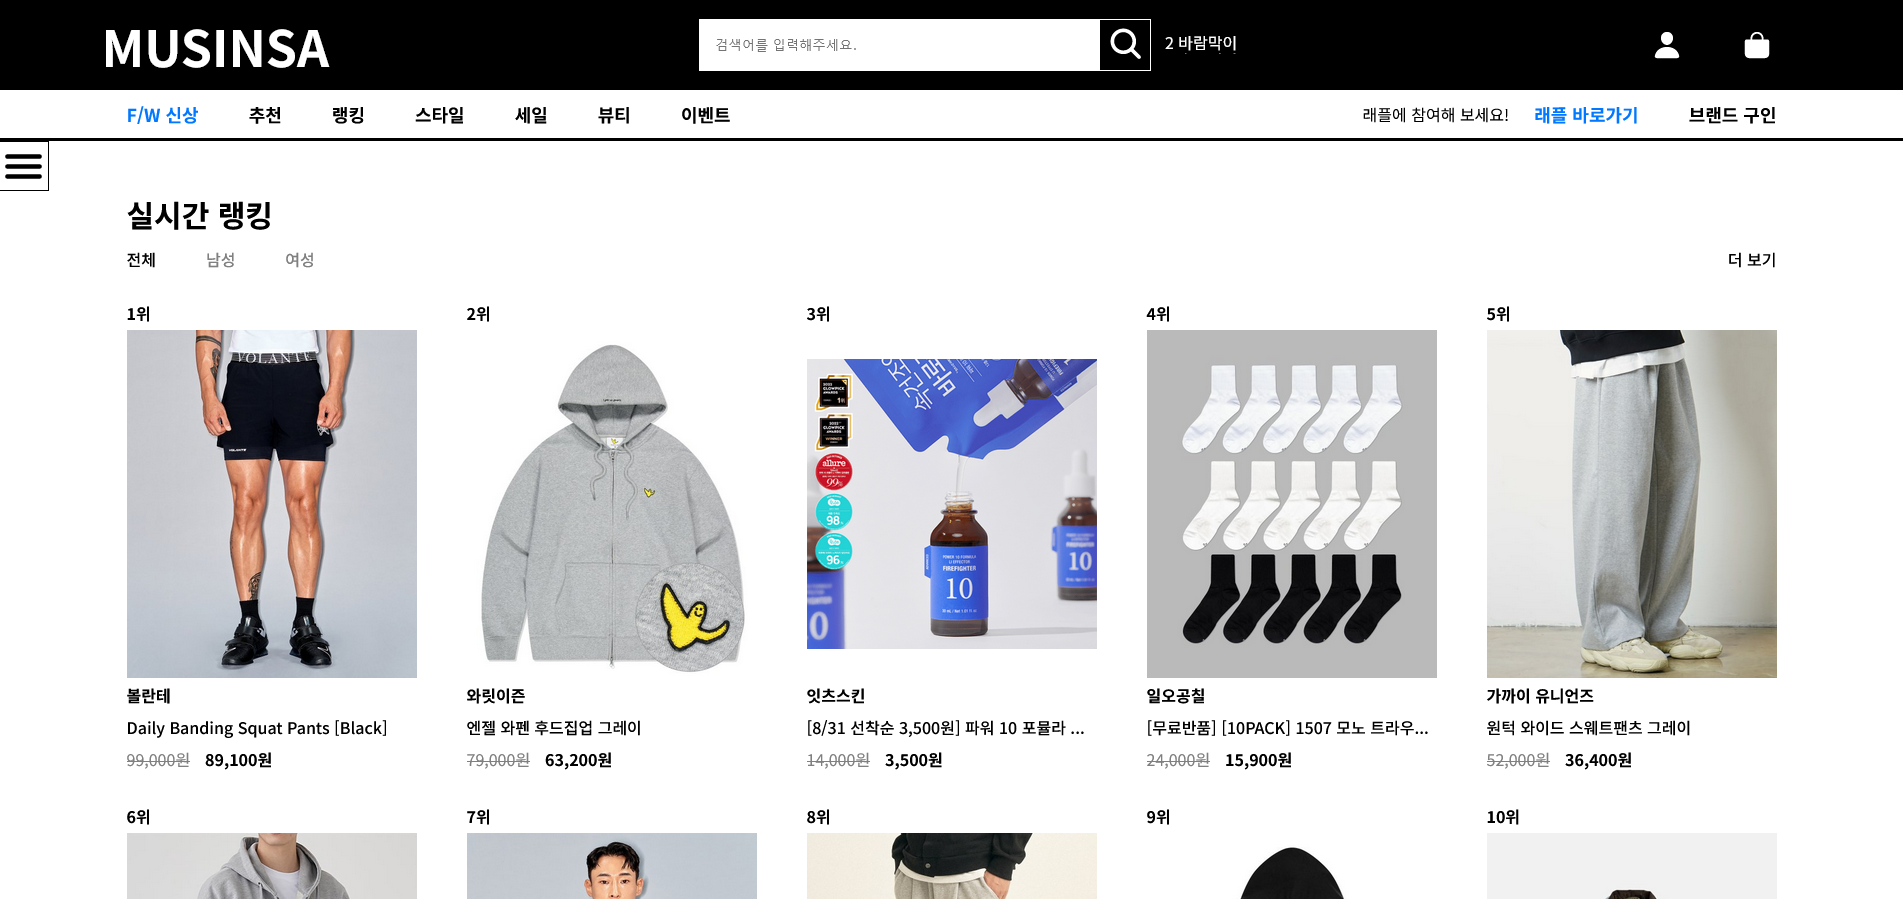 MUSINSA
검색어를 입력해주세요.
2 바람막이
F/W 신상
추천
랭킹
스타일
세일
뷰티
이벤트
래플에 참여해 보세요!
래플 바로가기
브랜드 구인
실시간 랭킹
전체
남성
여성
더 보기
1위
2위
3위
4위
5위
VOLANTE
VOLANTE
allure
99
98
96
POWER 10 FORMULA
LI EFFECTOR
FIREFIGHTER
10
10
볼란테
Daily Banding Squat Pants [Black]
99,000원 89,100원
와릿이즌
엔젤 와펜 후드집업 그레이
79,000원 63,200원
잇츠스킨
[8/31 선착순 3,500원] 파워 10 포뮬라 ...
14,000원 3,500원
일오공칠
[무료반품] [10PACK] 1507 모노 트라우...
24,000원 15,900원
가까이 유니언즈
원턱 와이드 스웨트팬츠 그레이
52,000원 36,400원
6위
7위
8위
9위
10위